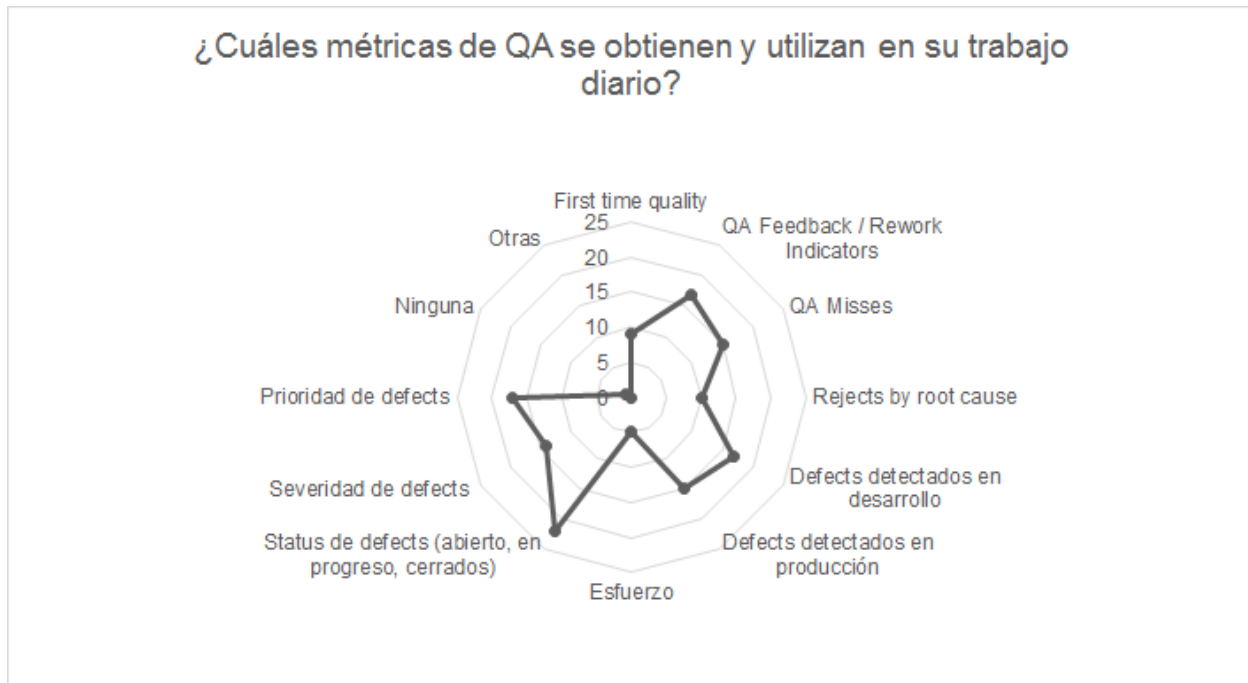 ¿Cuáles métricas de QA se obtienen y utilizan en su trabajo
diario?
First time quality
25
20
15
10
5
0
QA Feedback / Rework
Indicators
QA Misses
Rejects by root cause
Defects detectados en
desarrollo
Defects detectados en
producción
Esfuerzo
Status de defects (abierto, en
progreso, cerrados)
Severidad de defects
Prioridad de defects
Ninguna
Otras